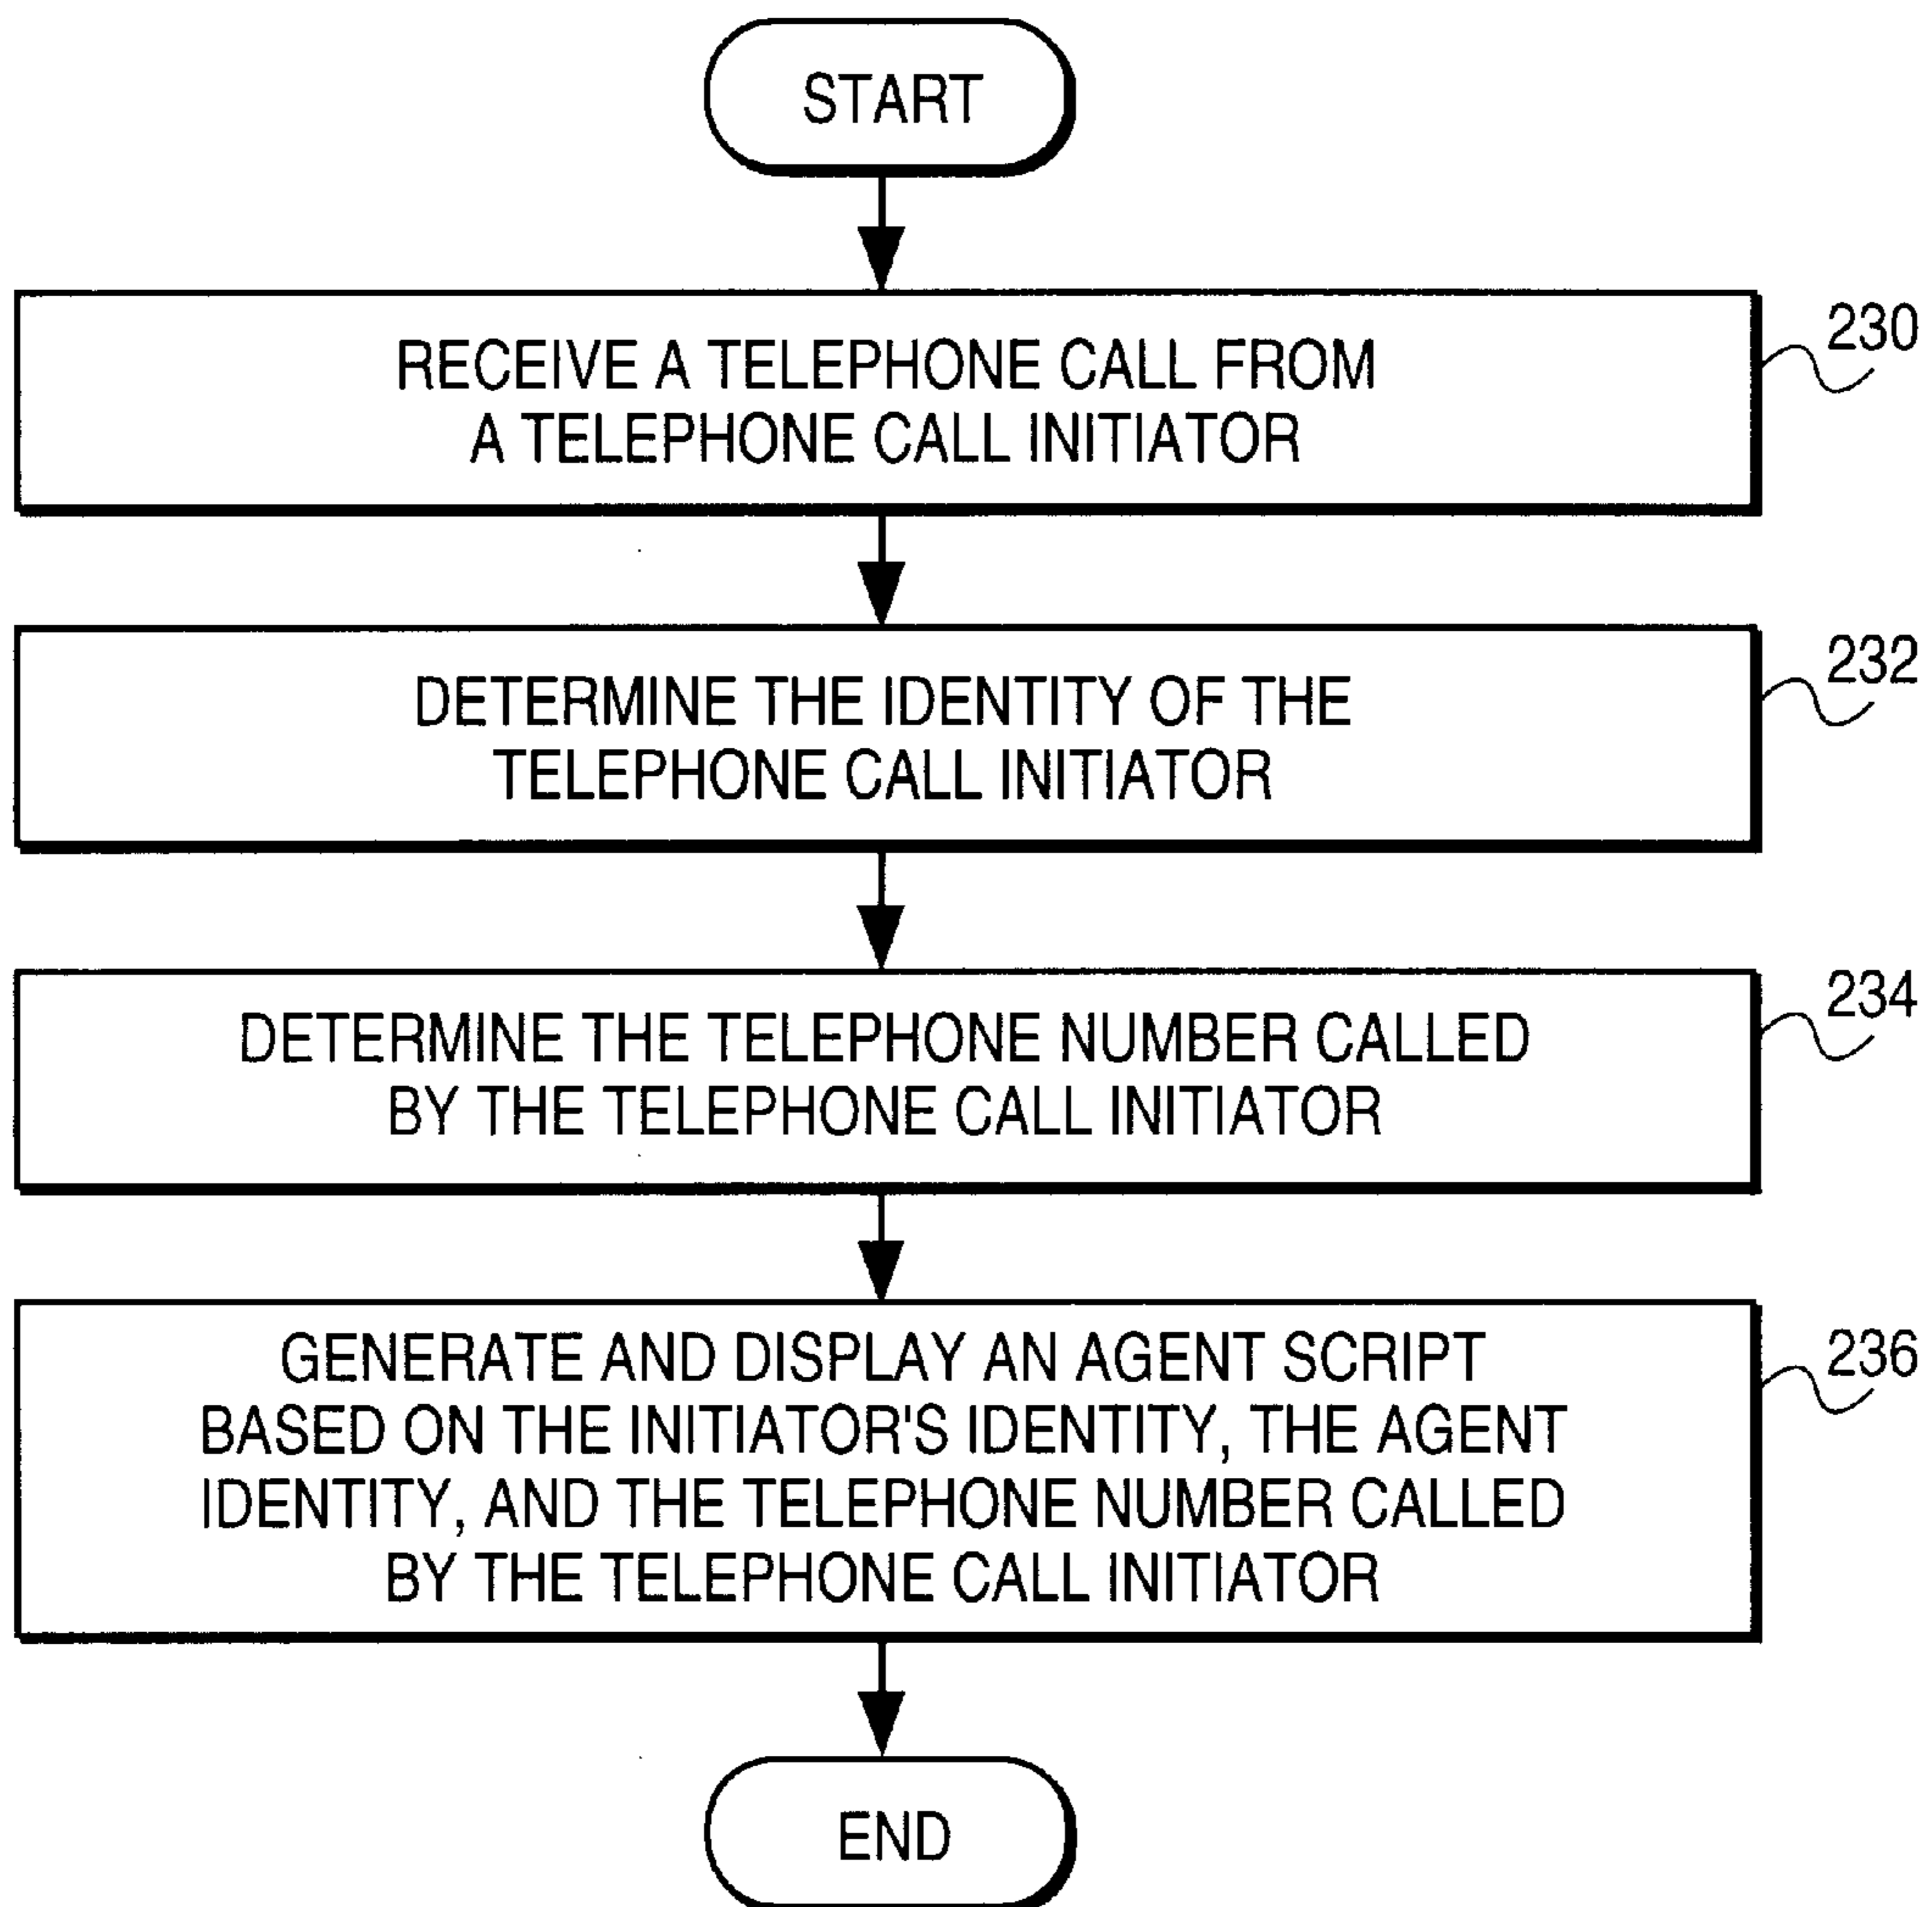 START
RECEIVE A TELEPHONE CALL FROM
A TELEPHONE CALL INITIATOR
230
DETERMINE THE IDENTITY OF THE
TELEPHONE CALL INITIATOR
232
DETERMINE THE TELEPHONE NUMBER CALLED
BY THE TELEPHONE CALL INITIATOR
234
GENERATE AND DISPLAY AN AGENT SCRIPT
BASED ON THE INITIATOR'S IDENTITY, THE AGENT
IDENTITY, AND THE TELEPHONE NUMBER CALLED
BY THE TELEPHONE CALL INITIATOR
236
END